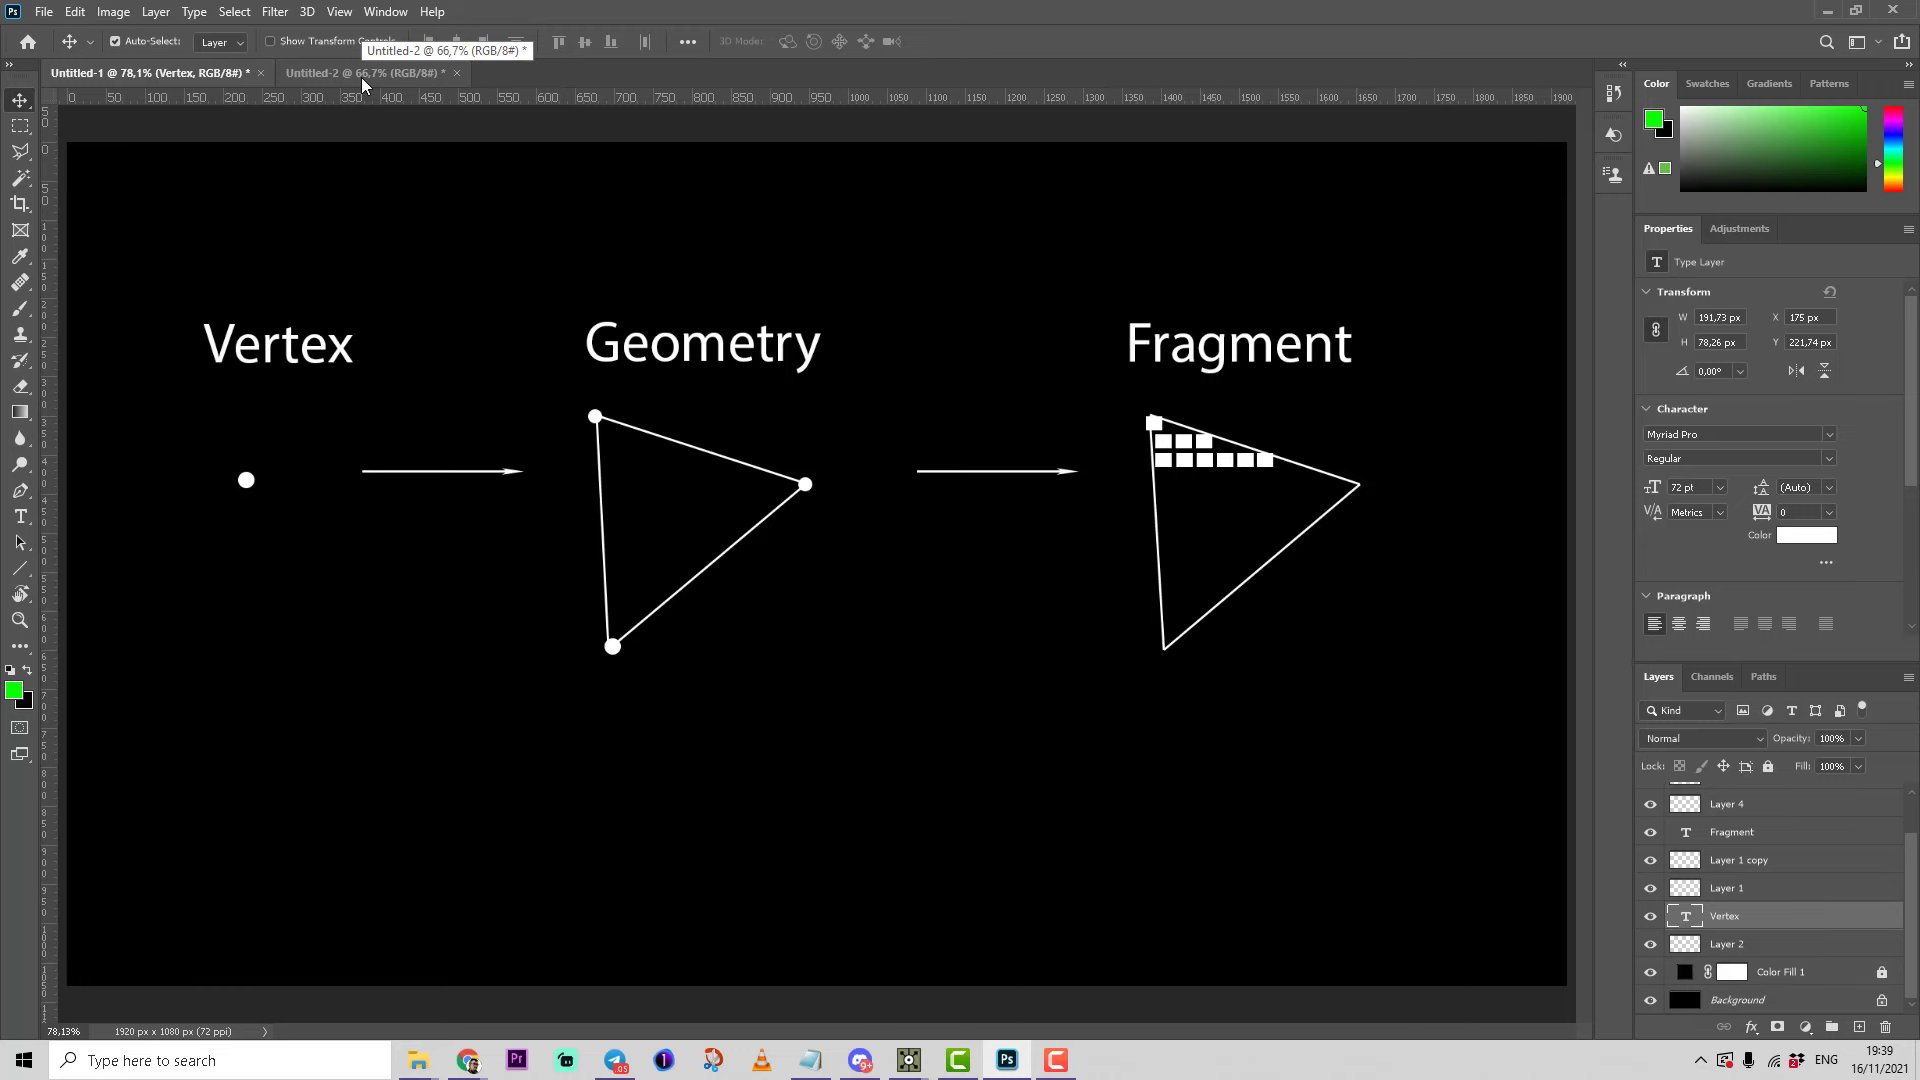 Ps File Edit Image Layer Type Select Filter 3D View Window Help
Auto-Select: Layer Show Transform Controls 3D Mode:
Untitled-2 @ 66,7% (RGB/8#) *
Untitled-1 @ 78,1% (Vertex, RGB/8#) * Untitled-2 @ 66,7% (RGB/8#) *
0 50 100 150 200 250 300 350 400 450 500 550 600 650 700 750 800 850 900 950 1000 1050 1100 1150 1200 1250 1300 1350 1400 1450 1500 1550 1600 1650 1700 1750 1800 1850 1900
Vertex Geometry Fragment
Color Swatches Gradients Patterns
Properties Adjustments
T Type Layer
Transform
W 191,73 px X 175 px
H 78,26 px Y 221,74 px
0,00°
Character
Myriad Pro
Regular
72 pt (Auto)
Metrics 0
Color
Paragraph
Layers Channels Paths
Kind
Normal Opacity: 100%
Lock: Fill: 100%
Layer 4
T Fragment
Layer 1 copy
Layer 1
T Vertex
Layer 2
Color Fill 1
Background
78,13% 1920 px x 1080 px (72 ppi)
Type here to search
Pr
Ps
ENG
19:39
16/11/2021